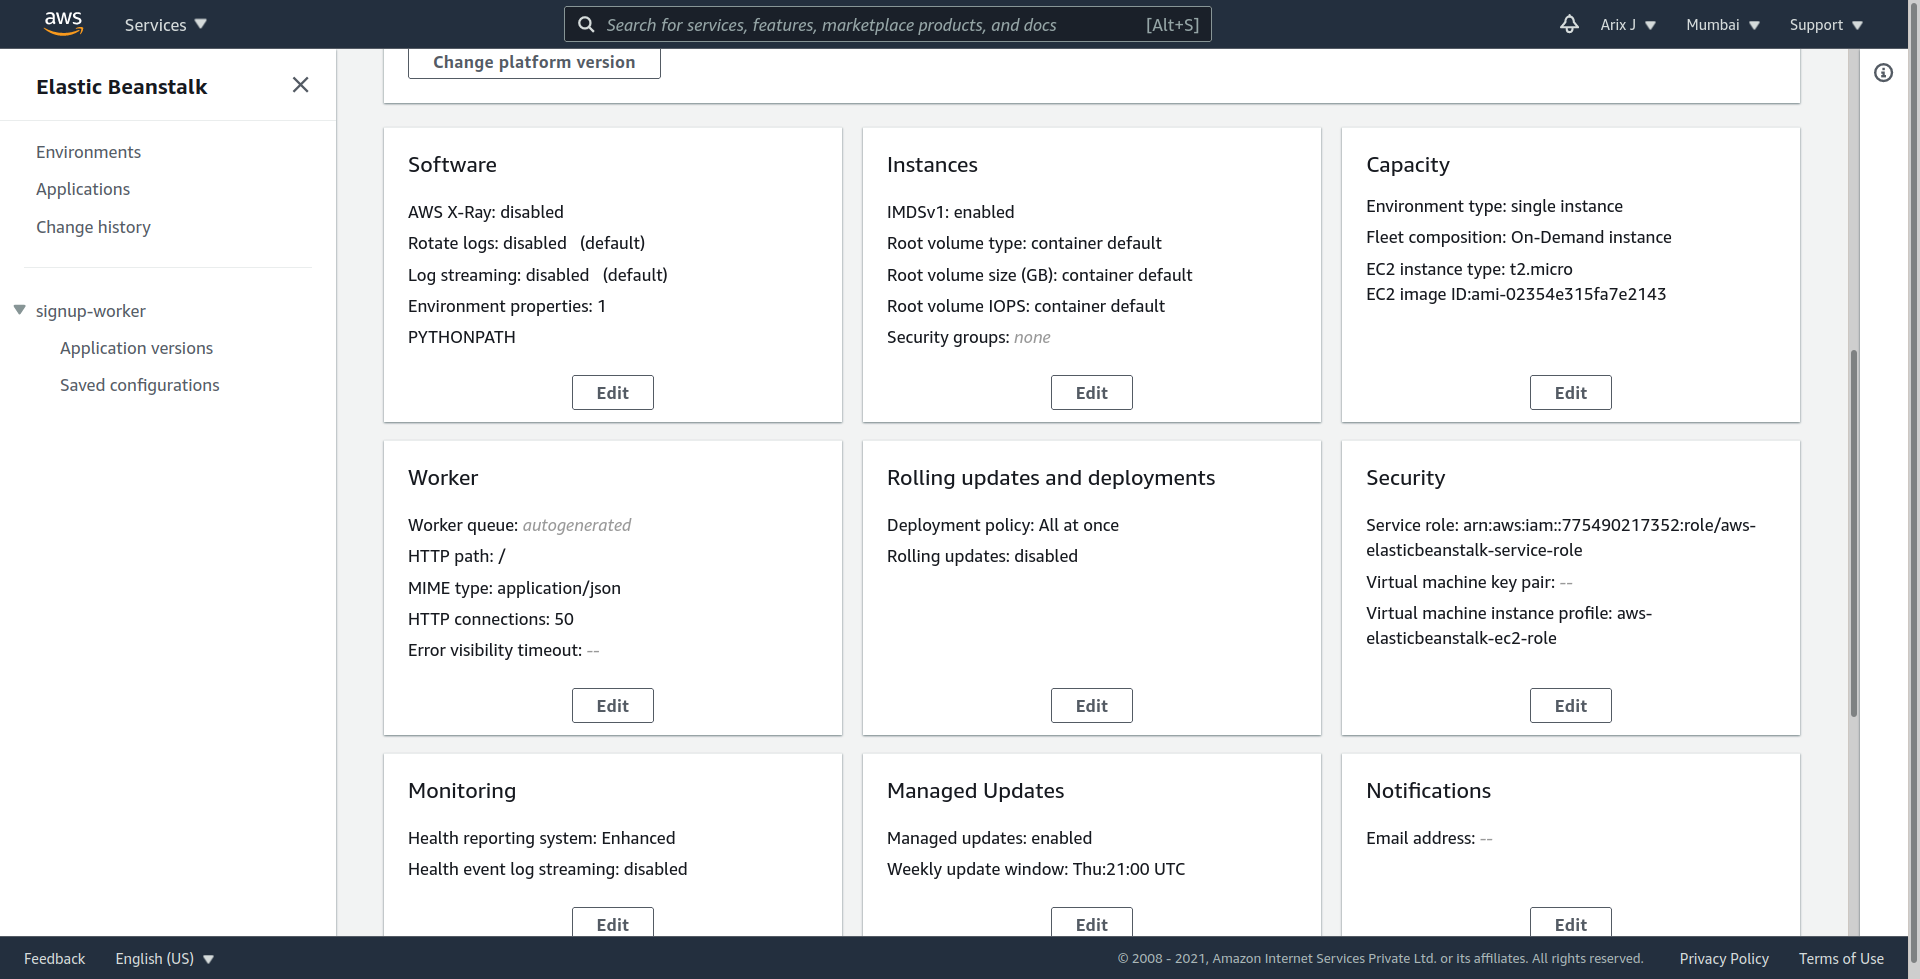 aws
Services
Search for services, features, marketplace products, and docs
[Alt+S]
Arix J
Mumbai
Support
Elastic Beanstalk
Environments
Applications
Change history
signup-worker
Application versions
Saved configurations
Change platform version
Software
AWS X-Ray: disabled
Rotate logs: disabled (default)
Log streaming: disabled (default)
Environment properties: 1
PYTHONPATH
Edit
Instances
IMDSv1: enabled
Root volume type: container default
Root volume size (GB): container default
Root volume IOPS: container default
Security groups: none
Edit
Capacity
Environment type: single instance
Fleet composition: On-Demand instance
EC2 instance type: t2.micro
EC2 image ID:ami-02354e315fa7e2143
Edit
Worker
Worker queue: autogenerated
HTTP path: /
MIME type: application/json
HTTP connections: 50
Error visibility timeout: --
Edit
Rolling updates and deployments
Deployment policy: All at once
Rolling updates: disabled
Edit
Security
Service role: arn:aws:iam::775490217352:role/aws-
elasticbeanstalk-service-role
Virtual machine key pair: --
Virtual machine instance profile: aws-
elasticbeanstalk-ec2-role
Edit
Monitoring
Health reporting system: Enhanced
Health event log streaming: disabled
Edit
Managed Updates
Managed updates: enabled
Weekly update window: Thu:21:00 UTC
Edit
Notifications
Email address: --
Edit
Feedback
English (US)
© 2008 - 2021, Amazon Internet Services Private Ltd. or its affiliates. All rights reserved.
Privacy Policy
Terms of Use